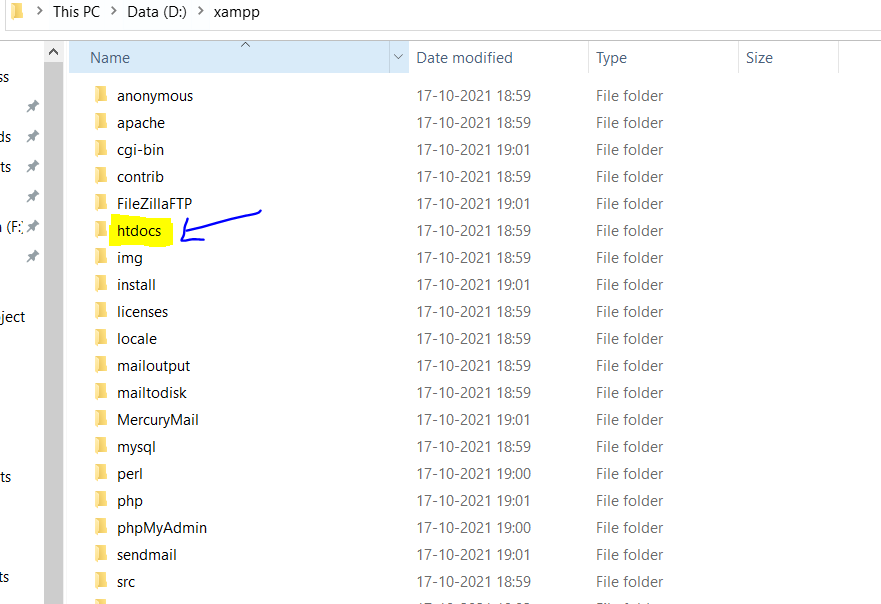 This PC > Data (D:) > xampp
Name Date modified Type Size
ss
anonymous 17-10-2021 18:59 File folder
apache 17-10-2021 18:59 File folder
ds
cgi-bin 17-10-2021 19:01 File folder
ts
contrib 17-10-2021 18:59 File folder
FileZillaFTP 17-10-2021 19:01 File folder
(F:)
htdocs 17-10-2021 18:59 File folder
img 17-10-2021 18:59 File folder
install 17-10-2021 19:01 File folder
licenses 17-10-2021 18:59 File folder
ject
locale 17-10-2021 18:59 File folder
mailoutput 17-10-2021 18:59 File folder
mailtodisk 17-10-2021 18:59 File folder
MercuryMail 17-10-2021 19:01 File folder
mysql 17-10-2021 18:59 File folder
perl 17-10-2021 19:00 File folder
ts
php 17-10-2021 19:01 File folder
phpMyAdmin 17-10-2021 19:00 File folder
sendmail 17-10-2021 19:01 File folder
src 17-10-2021 18:59 File folder
ts